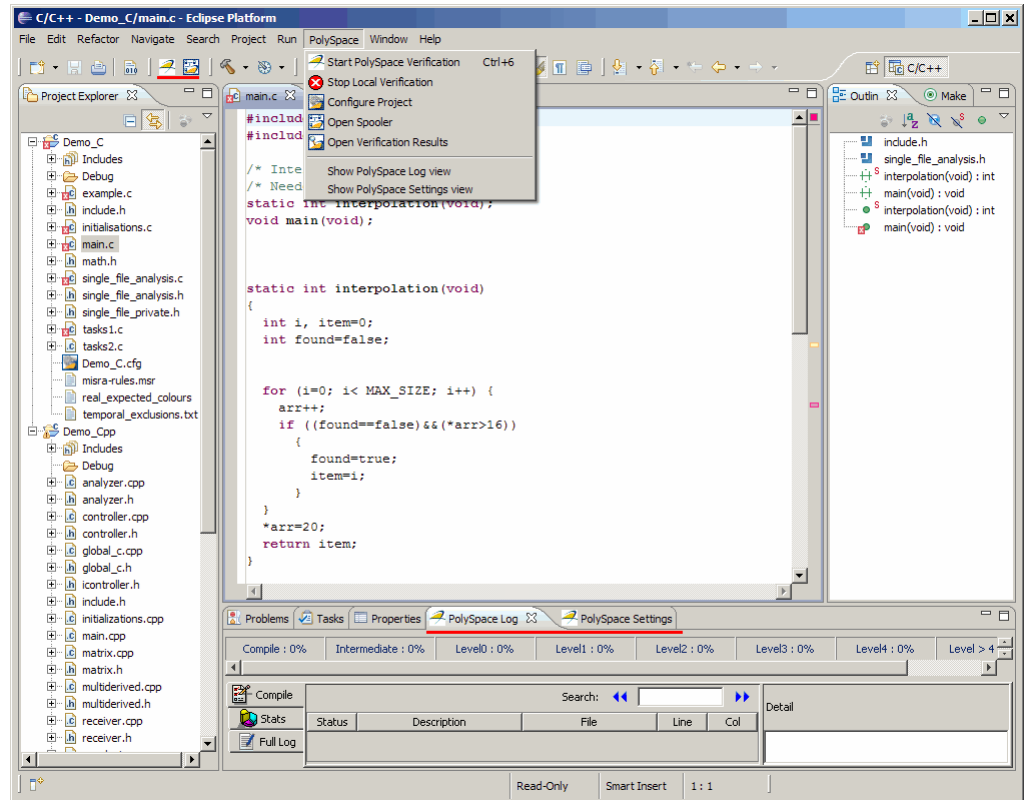 C/C++ - Demo_C/main.c - Eclipse Platform
File Edit Refactor Navigate Search Project Run PolySpace Window Help
Start PolySpace Verification Ctrl+6
Stop Local Verification
Configure Project
Open Spooler
Open Verification Results
Show PolySpace Log view
Show PolySpace Settings view
C/C++
Project Explorer
Demo_C
Includes
Debug
example.c
include.h
initialisations.c
main.c
math.h
single_file_analysis.c
single_file_analysis.h
single_file_private.h
tasks1.c
tasks2.c
Demo_C.cfg
misra-rules.msr
real_expected_colours
temporal_exclusions.txt
Demo_Cpp
Includes
Debug
analyzer.cpp
analyzer.h
controller.cpp
controller.h
global_c.cpp
global_c.h
icontroller.h
include.h
initializations.cpp
main.cpp
matrix.cpp
matrix.h
multiderived.cpp
multiderived.h
receiver.cpp
receiver.h
main.c
#includ
#includ
/* Inte
/* Need
static int interpolation(void);
void main(void);
static int interpolation(void)
{
int i, item=0;
int found=false;
for (i=0; i< MAX_SIZE; i++) {
arr++;
if ((found==false)&&(*arr>16))
{
found=true;
item=i;
}
}
*arr=20;
return item;
}
Outlin Make
include.h
single_file_analysis.h
interpolation(void) : int
main(void) : void
interpolation(void) : int
main(void) : void
Problems Tasks Properties PolySpace Log PolySpace Settings
Compile : 0% Intermediate : 0% Level0 : 0% Level1 : 0% Level2 : 0% Level3 : 0% Level4 : 0% Level > 4
Compile
Stats
Full Log
Search:
Status Description File Line Col
Detail
Read-Only Smart Insert 1 : 1